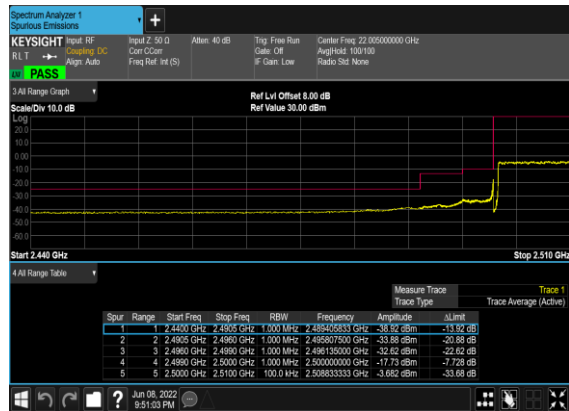 Spectrum Analyzer 1
Spurious Emissions
KEYSIGHT Input: RF Input Z: 50 Ω Atten: 40 dB Trig: Free Run Center Freq: 22.005000000 GHz
RLT Coupling: DC Corr CCorr Gate: Off Avg|Hold: 100/100
Align: Auto Freq Ref: Int (S) IF Gain: Low Radio Std: None
PASS
3 All Range Graph
Ref Lvl Offset 8.00 dB
Scale/Div 10.0 dB Ref Value 30.00 dBm
Log
20.0
10.0
0.00
-10.0
-20.0
-30.0
-40.0
-50.0
-60.0
Start 2.440 GHz Stop 2.510 GHz
4 All Range Table
Measure Trace Trace 1
Trace Type Trace Average (Active)
Spur Range Start Freq Stop Freq RBW Frequency Amplitude ΔLimit
1 1 2.4400 GHz 2.4905 GHz 1.000 MHz 2.489405833 GHz -38.92 dBm -13.92 dB
2 2 2.4905 GHz 2.4960 GHz 1.000 MHz 2.495807500 GHz -33.88 dBm -20.88 dB
3 3 2.4960 GHz 2.4990 GHz 1.000 MHz 2.496135000 GHz -32.62 dBm -22.62 dB
4 4 2.4990 GHz 2.5000 GHz 1.000 MHz 2.500000000 GHz -17.73 dBm -7.728 dB
5 5 2.5000 GHz 2.5100 GHz 100.0 kHz 2.508833333 GHz -3.682 dBm -33.68 dB
Jun 08, 2022
9:51:03 PM